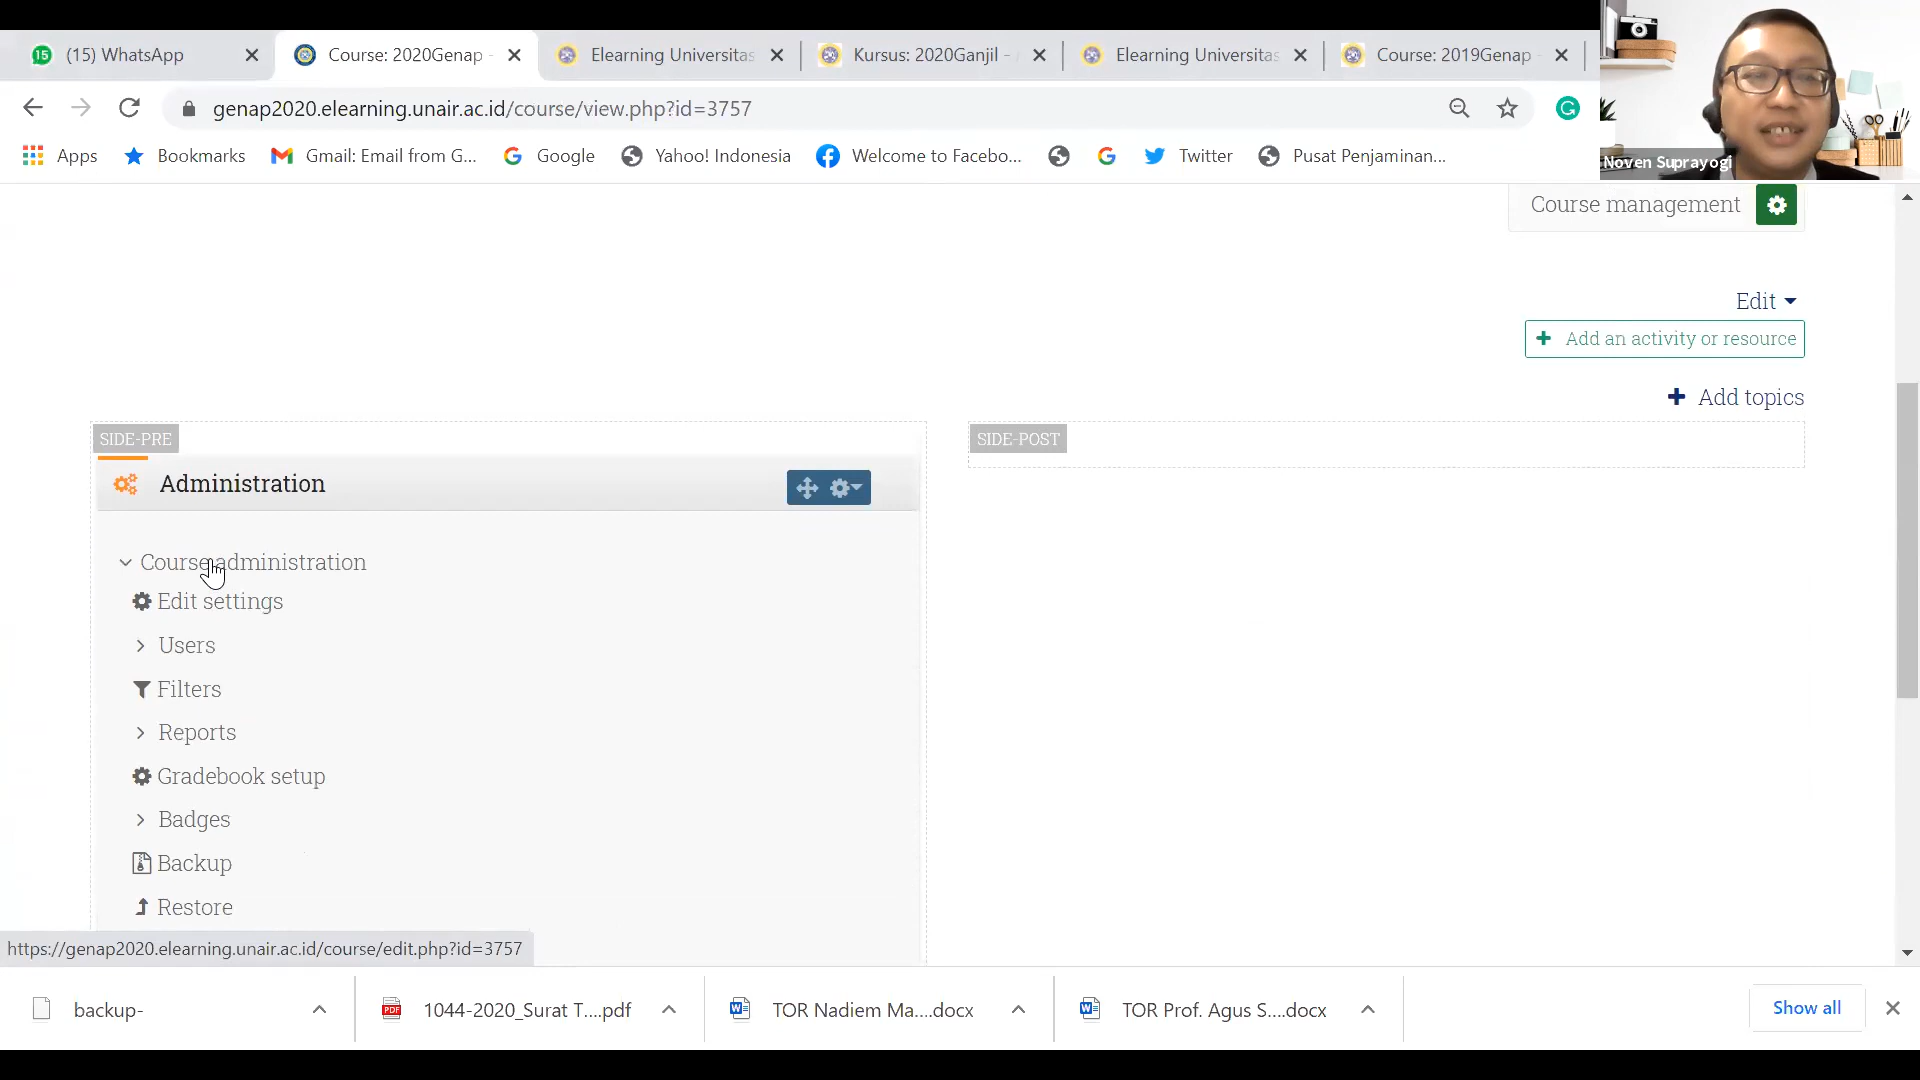 15 (15) WhatsApp
Course: 2020Genap -
Elearning Universitas
Kursus: 2020Ganjil -
Elearning Universitas
Course: 2019Genap -
genap2020.elearning.unair.ac.id/course/view.php?id=3757
Apps
Bookmarks
Gmail: Email from G...
Google
Yahoo! Indonesia
Welcome to Facebo...
Twitter
Pusat Penjaminan...
Noven Suprayogi
Course management
Edit
Add an activity or resource
Add topics
SIDE-PRE
SIDE-POST
Administration
Course administration
Edit settings
Users
Filters
Reports
Gradebook setup
Badges
Backup
Restore
https://genap2020.elearning.unair.ac.id/course/edit.php?id=3757
backup-
PDF 1044-2020_Surat T....pdf
TOR Nadiem Ma....docx
TOR Prof. Agus S....docx
Show all